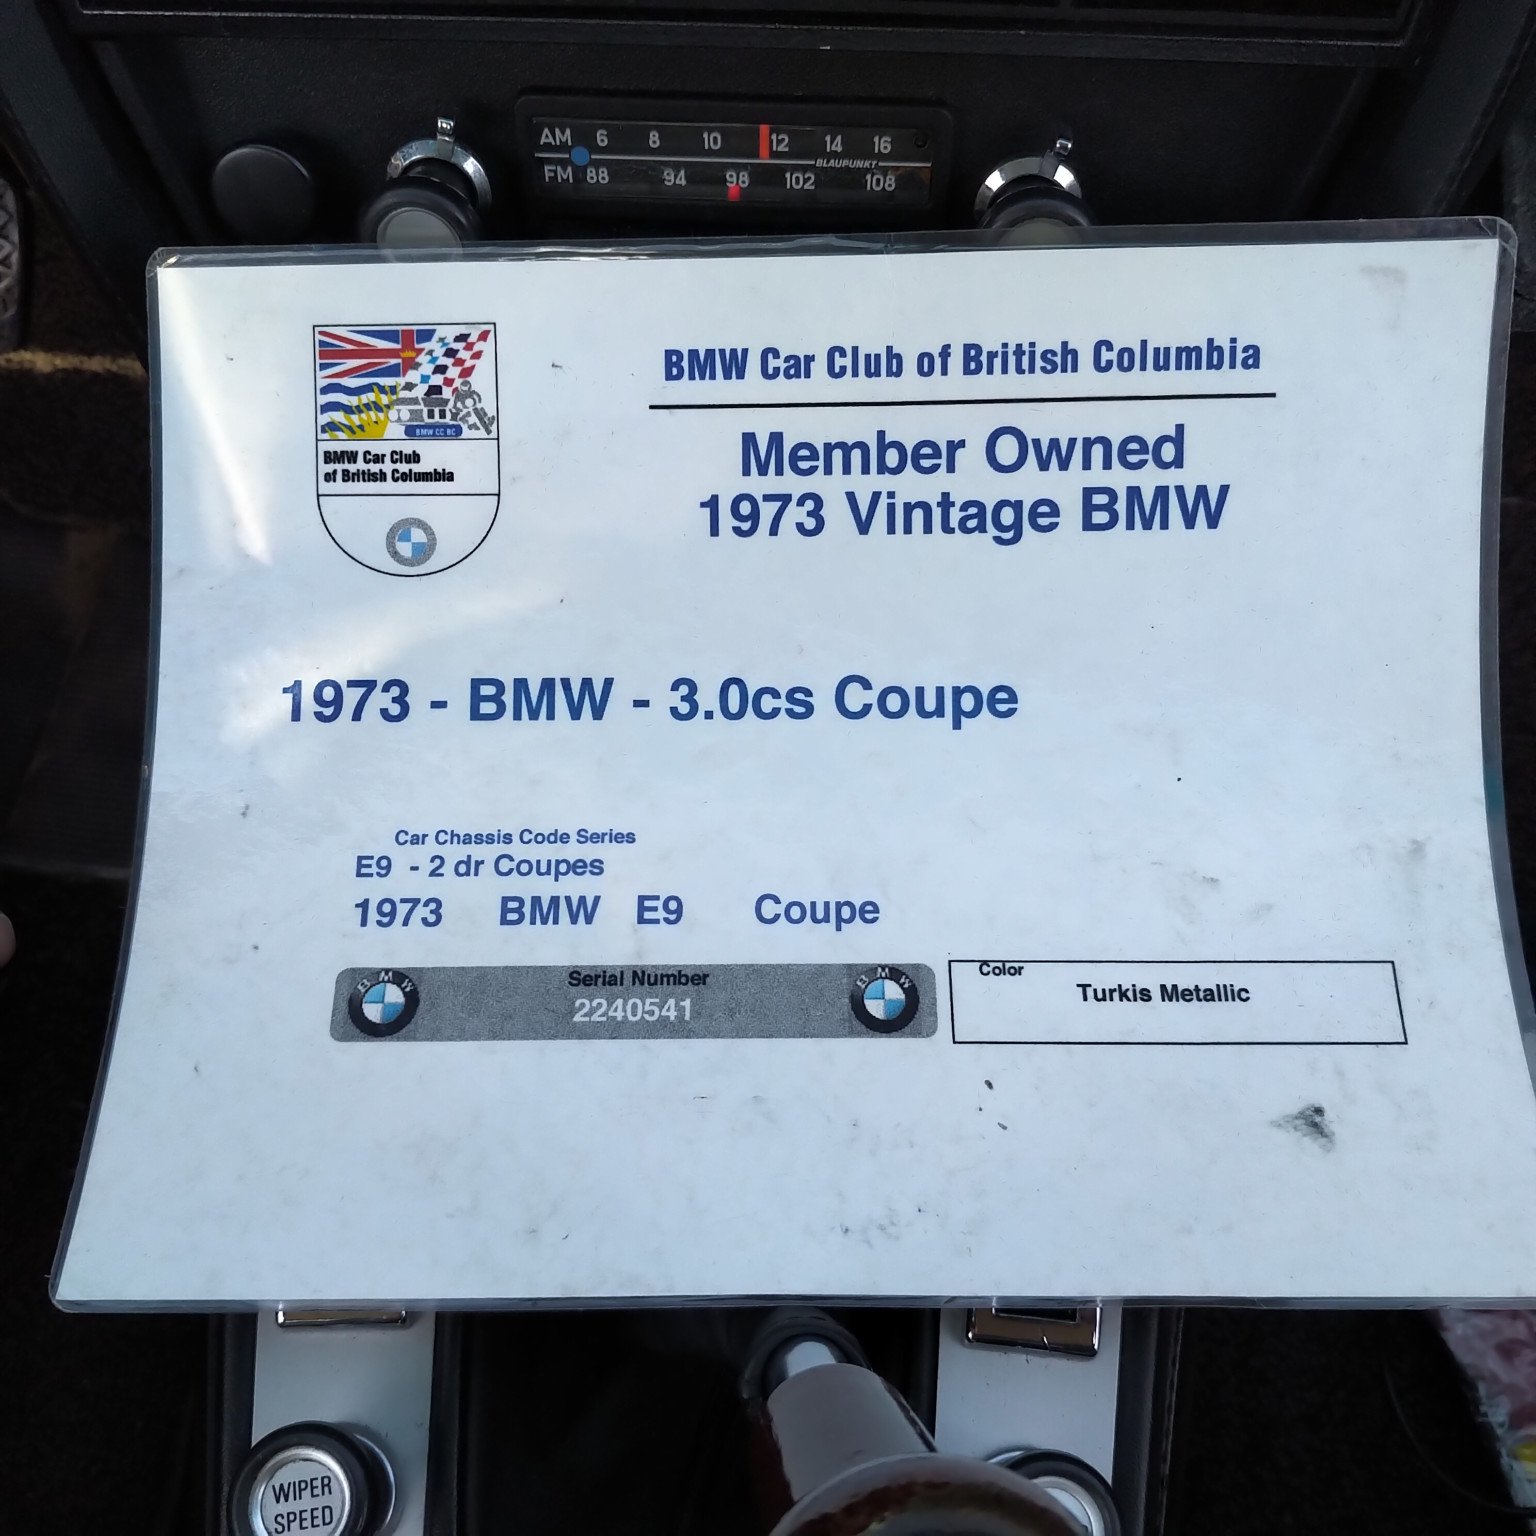 AM 6 8 10 12 14 16
BLAUPUNKT
FM 88 94 98 102 108
BMW CC BC
BMW Car Club
of British Columbia
BMW Car Club of British Columbia
Member Owned
1973 Vintage BMW
1973 - BMW - 3.0cs Coupe
Car Chassis Code Series
E9 - 2 dr Coupes
1973 BMW E9 Coupe
BMW
Serial Number
2240541
BMW
Color
Turkis Metallic
WIPER
SPEED